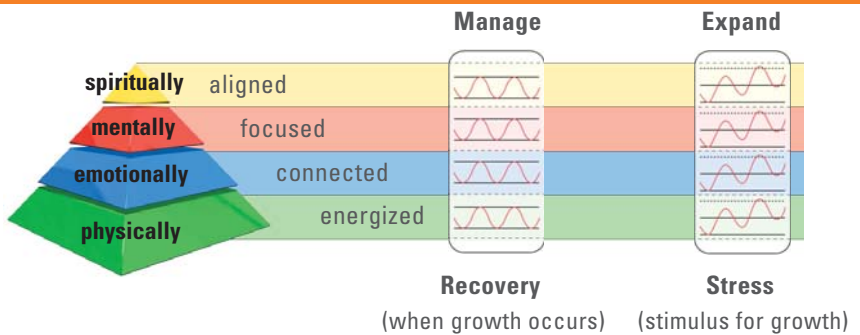 Manage Expand
spiritually aligned
mentally focused
emotionally connected
physically energized
Recovery Stress
(when growth occurs) (stimulus for growth)